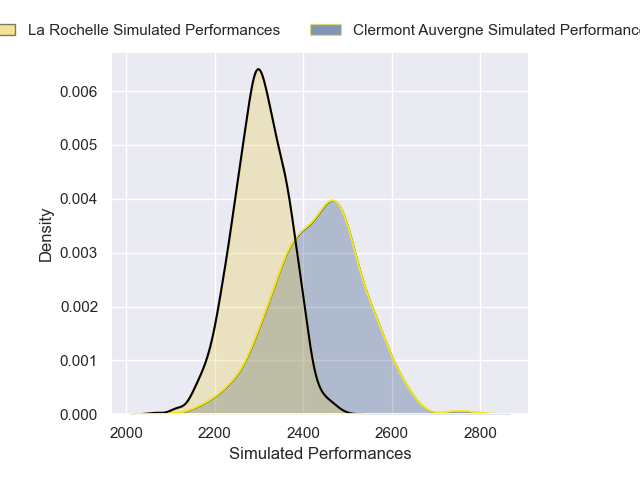 La Rochelle Simulated Performances
Clermont Auvergne Simulated
0.006
0.005
0.004
0.003
0.002
0.001
0.000
Density
2000 2200 2400 2600 2800
Simulated Performances